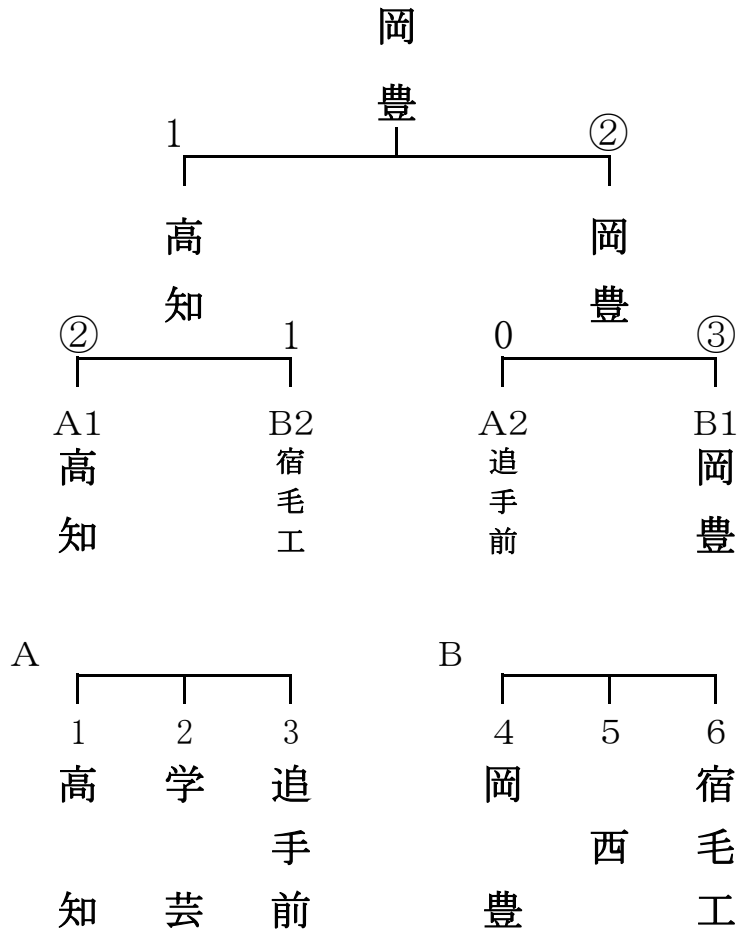 岡豊
1 ②
高知 岡豊
② 1 0 ③
A1 B2 A2 B1
高知 宿毛工 追手前 岡豊
A B
1 2 3 4 5 6
高知 学芸 追手前 岡豊 西 宿毛工